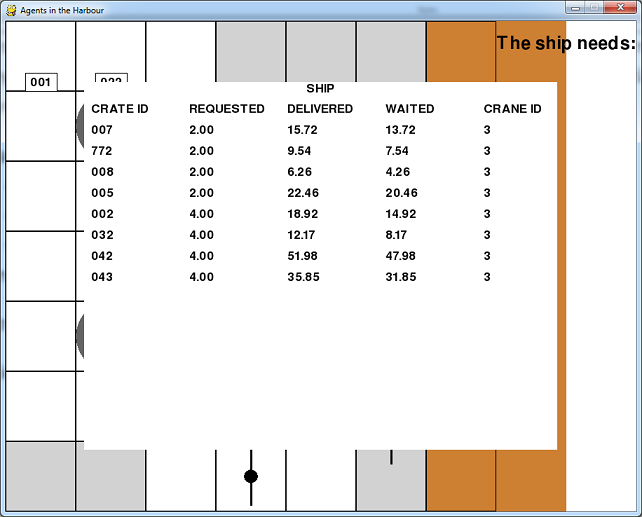 Agents in the Harbour
The ship needs:
001
SHIP
CRATE ID REQUESTED DELIVERED WAITED CRANE ID
007 2.00 15.72 13.72 3
772 2.00 9.54 7.54 3
008 2.00 6.26 4.26 3
005 2.00 22.46 20.46 3
002 4.00 18.92 14.92 3
032 4.00 12.17 8.17 3
042 4.00 51.98 47.98 3
043 4.00 35.85 31.85 3